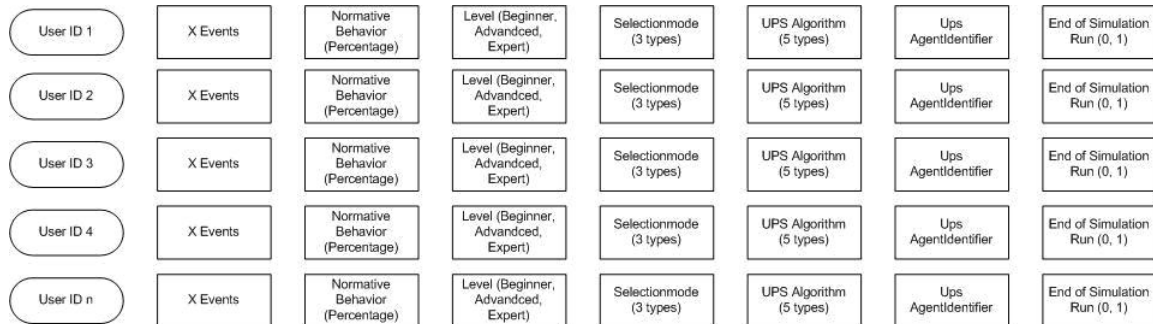 User ID 1
X Events
Normative
Behavior
(Percentage)
Level (Beginner,
Advandced,
Expert)
Selectionmode
(3 types)
UPS Algorithm
(5 types)
Ups
AgentIdentifier
End of Simulation
Run (0, 1)
User ID 2
X Events
Normative
Behavior
(Percentage)
Level (Beginner,
Advandced,
Expert)
Selectionmode
(3 types)
UPS Algorithm
(5 types)
Ups
AgentIdentifier
End of Simulation
Run (0, 1)
User ID 3
X Events
Normative
Behavior
(Percentage)
Level (Beginner,
Advandced,
Expert)
Selectionmode
(3 types)
UPS Algorithm
(5 types)
Ups
AgentIdentifier
End of Simulation
Run (0, 1)
User ID 4
X Events
Normative
Behavior
(Percentage)
Level (Beginner,
Advandced,
Expert)
Selectionmode
(3 types)
UPS Algorithm
(5 types)
Ups
AgentIdentifier
End of Simulation
Run (0, 1)
User ID n
X Events
Normative
Behavior
(Percentage)
Level (Beginner,
Advandced,
Expert)
Selectionmode
(3 types)
UPS Algorithm
(5 types)
Ups
AgentIdentifier
End of Simulation
Run (0, 1)